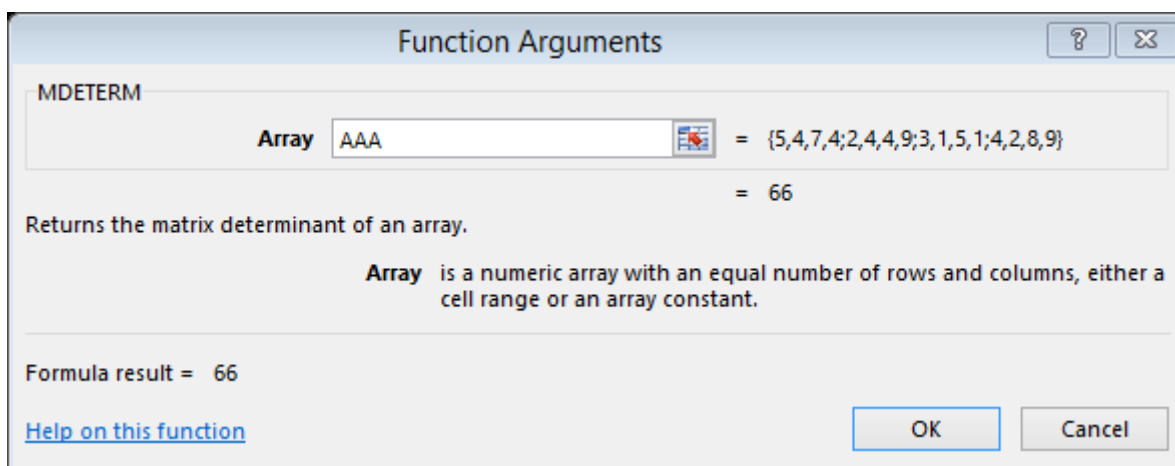 Function Arguments
MDETERM
Array AAA = {5,4,7,4;2,4,4,9;3,1,5,1;4,2,8,9}
= 66
Returns the matrix determinant of an array.
Array is a numeric array with an equal number of rows and columns, either a
cell range or an array constant.
Formula result = 66
Help on this function OK Cancel